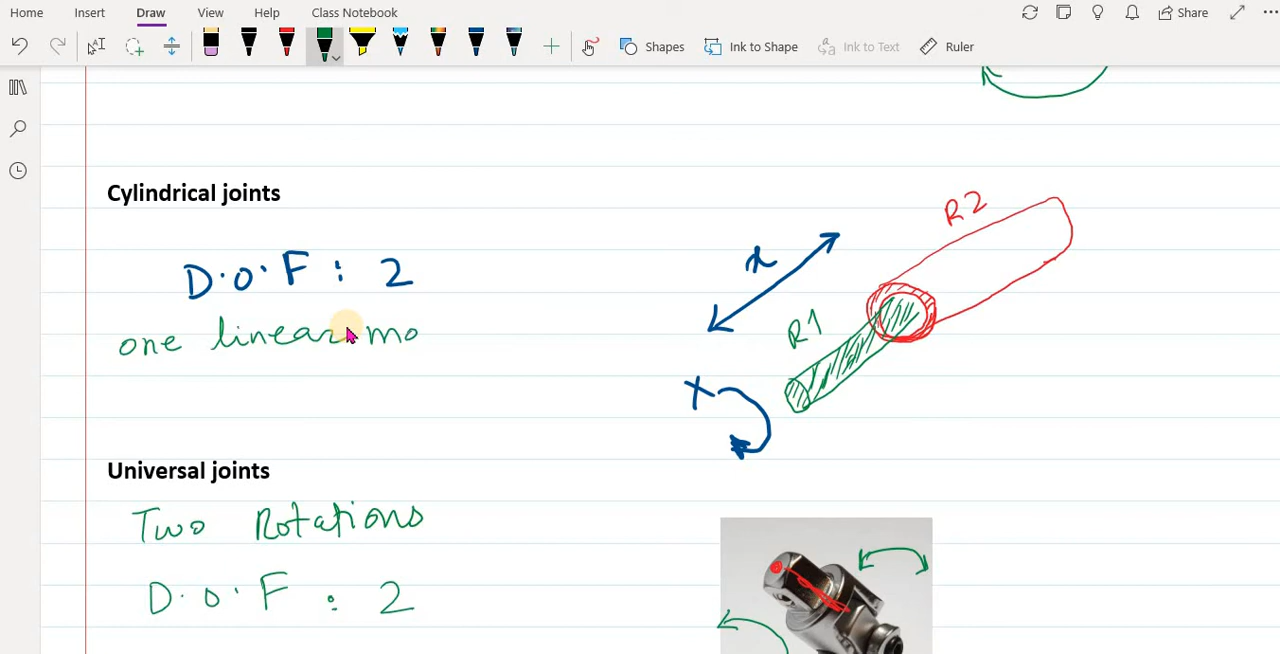 Home Insert Draw View Help Class Notebook Share
Shapes Ink to Shape Ink to Text Ruler
Cylindrical joints
D.O.F : 2
one linear mo
R2
x
R1
X
Universal joints
Two Rotations
D.O.F : 2